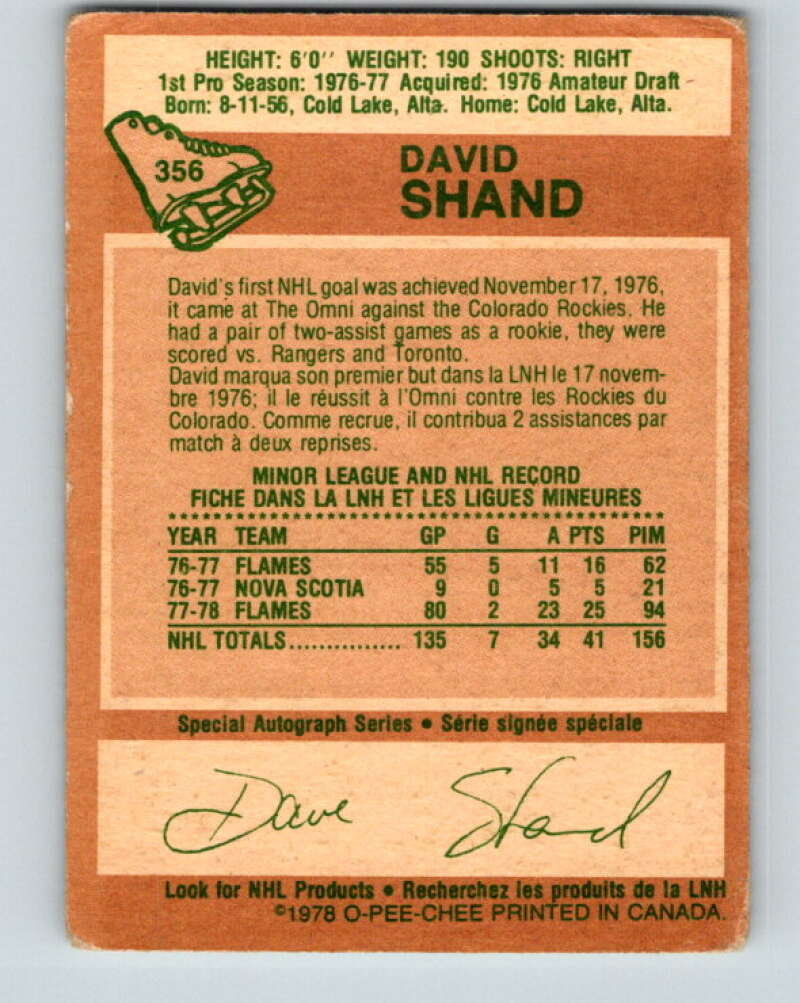 HEIGHT: 6'0'' WEIGHT: 190 SHOOTS: RIGHT
1st Pro Season: 1976-77 Acquired: 1976 Amateur Draft
Born: 8-11-56, Cold Lake, Alta. Home: Cold Lake, Alta.
356
DAVID
SHAND
David's first NHL goal was achieved November 17, 1976,
it came at The Omni against the Colorado Rockies. He
had a pair of two-assist games as a rookie, they were
scored vs. Rangers and Toronto.
David marqua son premier but dans la LNH le 17 novem-
bre 1976; il le réussit à l'Omni contre les Rockies du
Colorado. Comme recrue, il contribua 2 assistances par
match à deux reprises.
MINOR LEAGUE AND NHL RECORD
FICHE DANS LA LNH ET LES LIGUES MINEURES
YEAR TEAM GP G A PTS PIM
76-77 FLAMES 55 5 11 16 62
76-77 NOVA SCOTIA 9 0 5 5 21
77-78 FLAMES 80 2 23 25 94
NHL TOTALS............... 135 7 34 41 156
Special Autograph Series • Série signée spéciale
Dave Shand
Look for NHL Products • Recherchez les produits de la LNH
©1978 O-PEE-CHEE PRINTED IN CANADA.